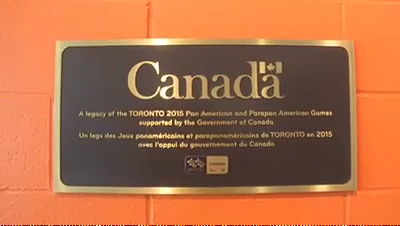 Canada
A legacy of the TORONTO 2015 Pan American and Parapan American Games
supported by the Government of Canada
Un legs des Jeux panaméricains et parapanaméricains de TORONTO en 2015
avec l'appui du gouvernement du Canada